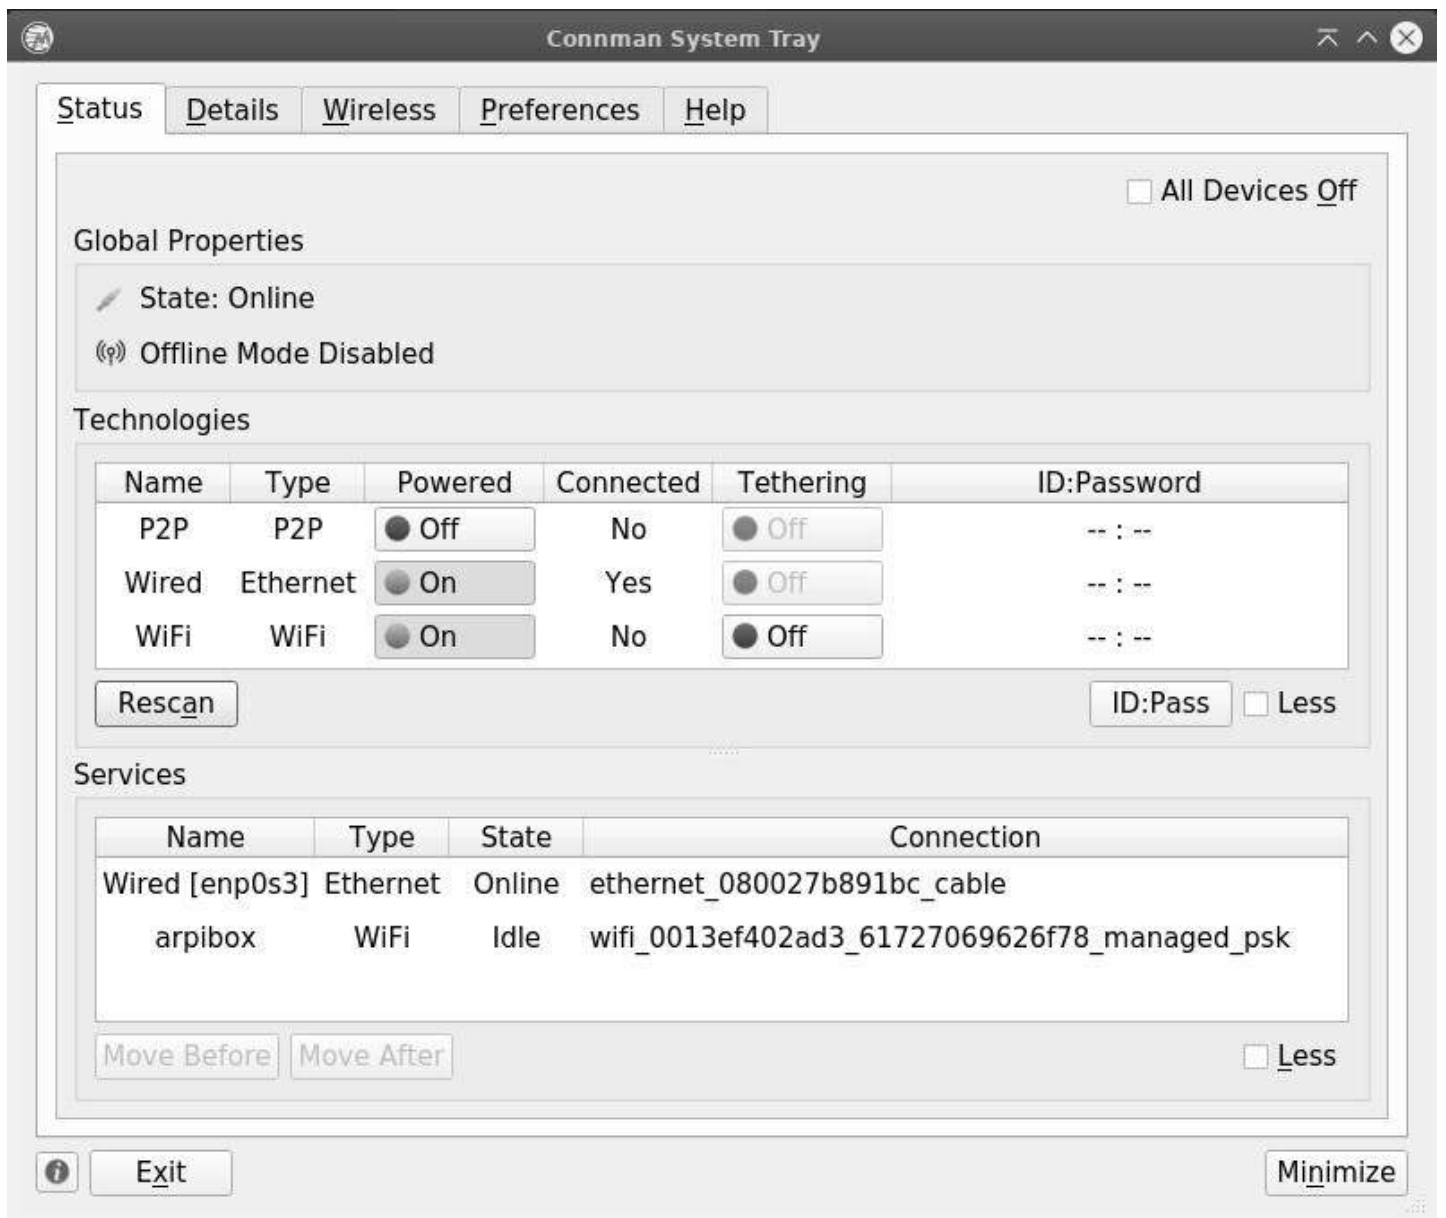 Connman System Tray
Status Details Wireless Preferences Help
All Devices Off
Global Properties
State: Online
Offline Mode Disabled
Technologies
Name Type Powered Connected Tethering ID:Password
P2P P2P Off No Off -- : --
Wired Ethernet On Yes Off -- : --
WiFi WiFi On No Off -- : --
Rescan ID:Pass Less
Services
Name Type State Connection
Wired [enp0s3] Ethernet Online ethernet_080027b891bc_cable
arpibox WiFi Idle wifi_0013ef402ad3_61727069626f78_managed_psk
Move Before Move After Less
Exit Minimize